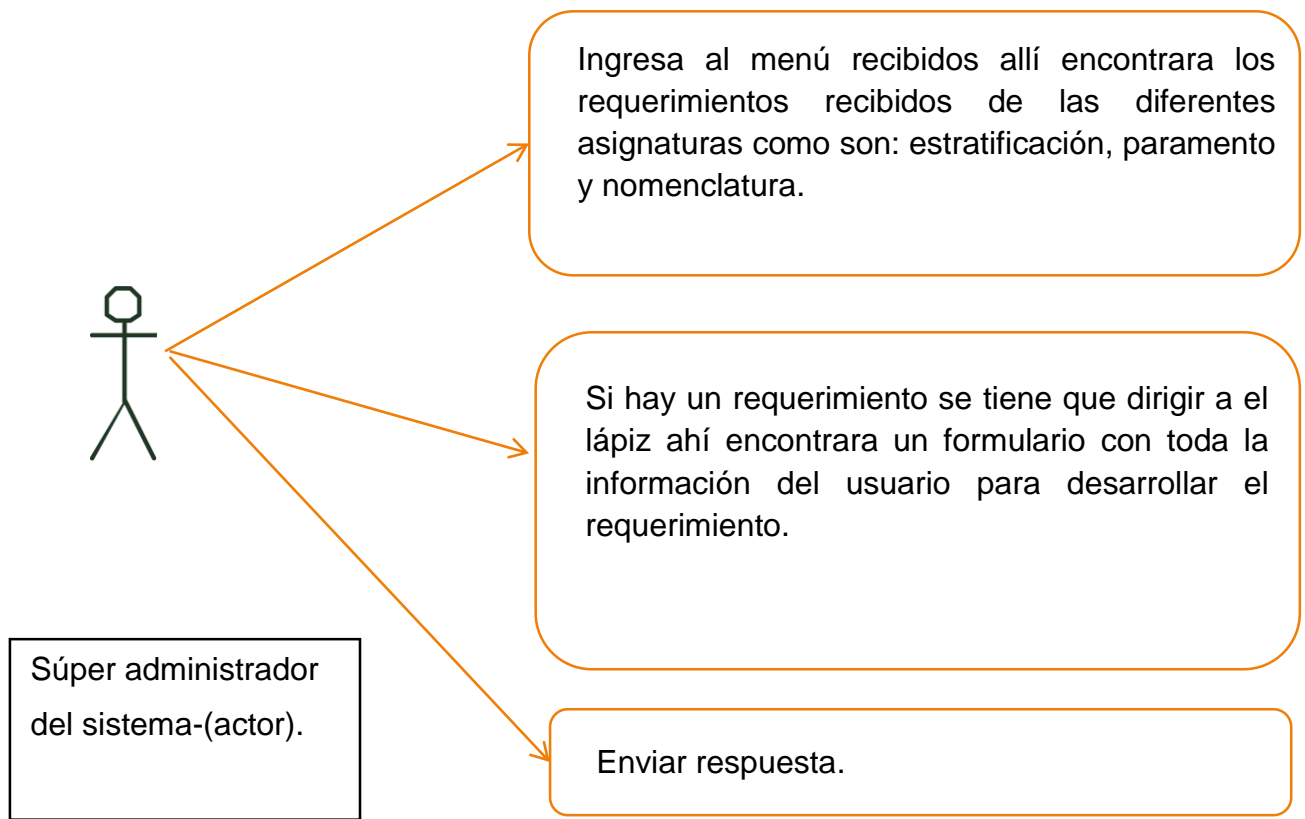 Ingresa al menú recibidos allí encontrara los
requerimientos recibidos de las diferentes
asignaturas como son: estratificación, paramento
y nomenclatura.
Si hay un requerimiento se tiene que dirigir a el
lápiz ahí encontrara un formulario con toda la
información del usuario para desarrollar el
requerimiento.
Súper administrador
del sistema-(actor).
Enviar respuesta.